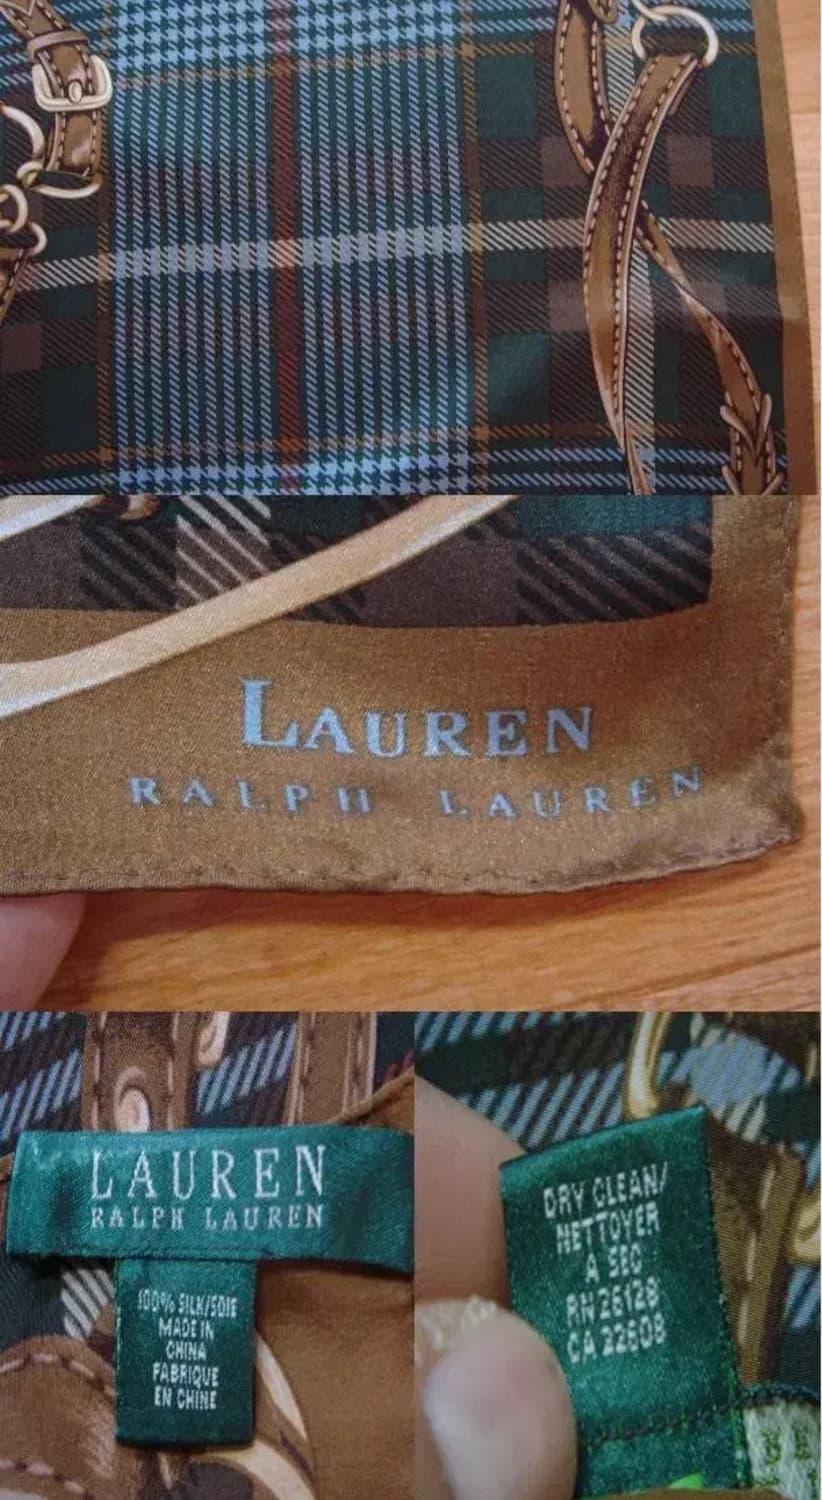 LAUREN
RALPH LAUREN
LAUREN
RALPH LAUREN
100% SILK/SOIE
MADE IN
CHINA
FABRIQUE
EN CHINE
DRY CLEAN/
NETTOYER
A SEC
RN 26128
CA 22608